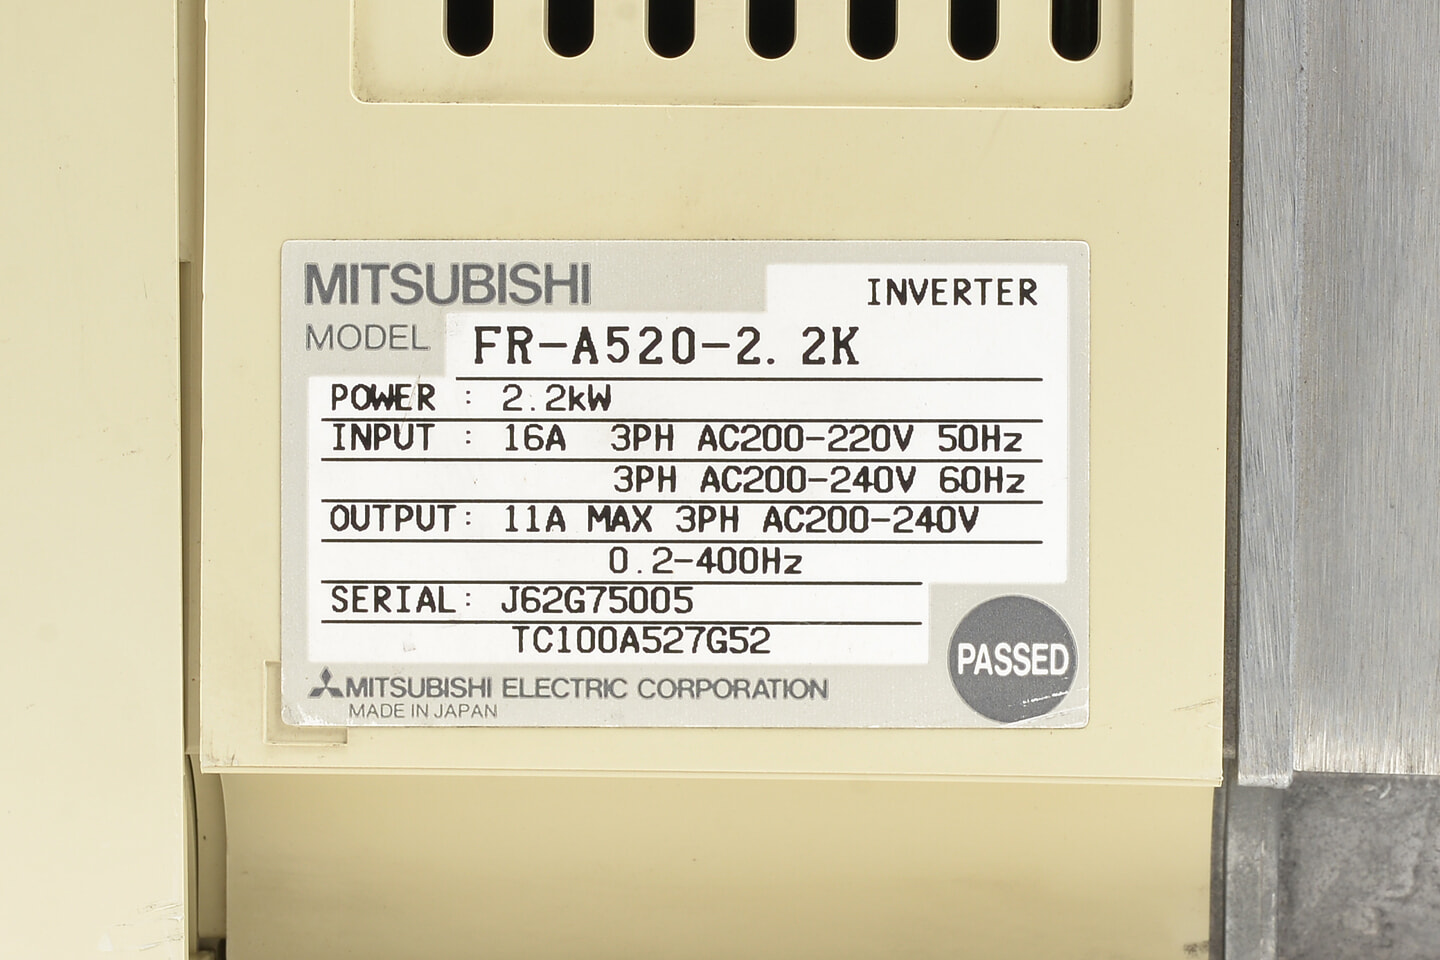 MITSUBISHI
INVERTER
MODEL FR-A520-2.2K
POWER : 2.2kW
INPUT : 16A 3PH AC200-220V 50Hz
3PH AC200-240V 60Hz
OUTPUT: 11A MAX 3PH AC200-240V
0.2-400Hz
SERIAL: J62G75005
TC100A527G52
PASSED
MITSUBISHI ELECTRIC CORPORATION
MADE IN JAPAN